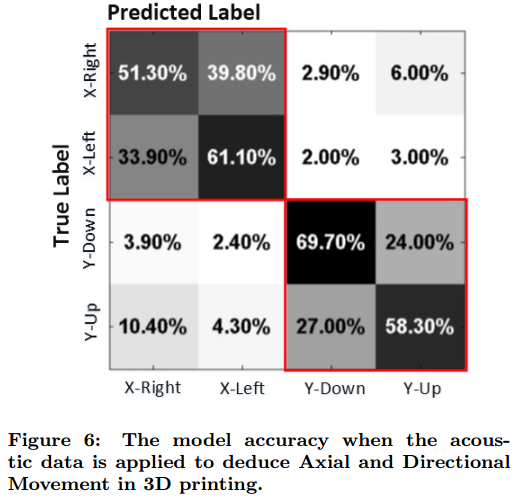 Predicted Label
True Label
X-Right
51.30% 39.80% 2.90% 6.00%
X-Left
33.90% 61.10% 2.00% 3.00%
Y-Down
3.90% 2.40% 69.70% 24.00%
Y-Up
10.40% 4.30% 27.00% 58.30%
X-Right X-Left Y-Down Y-Up
Figure 6: The model accuracy when the acous-
tic data is applied to deduce Axial and Directional
Movement in 3D printing.